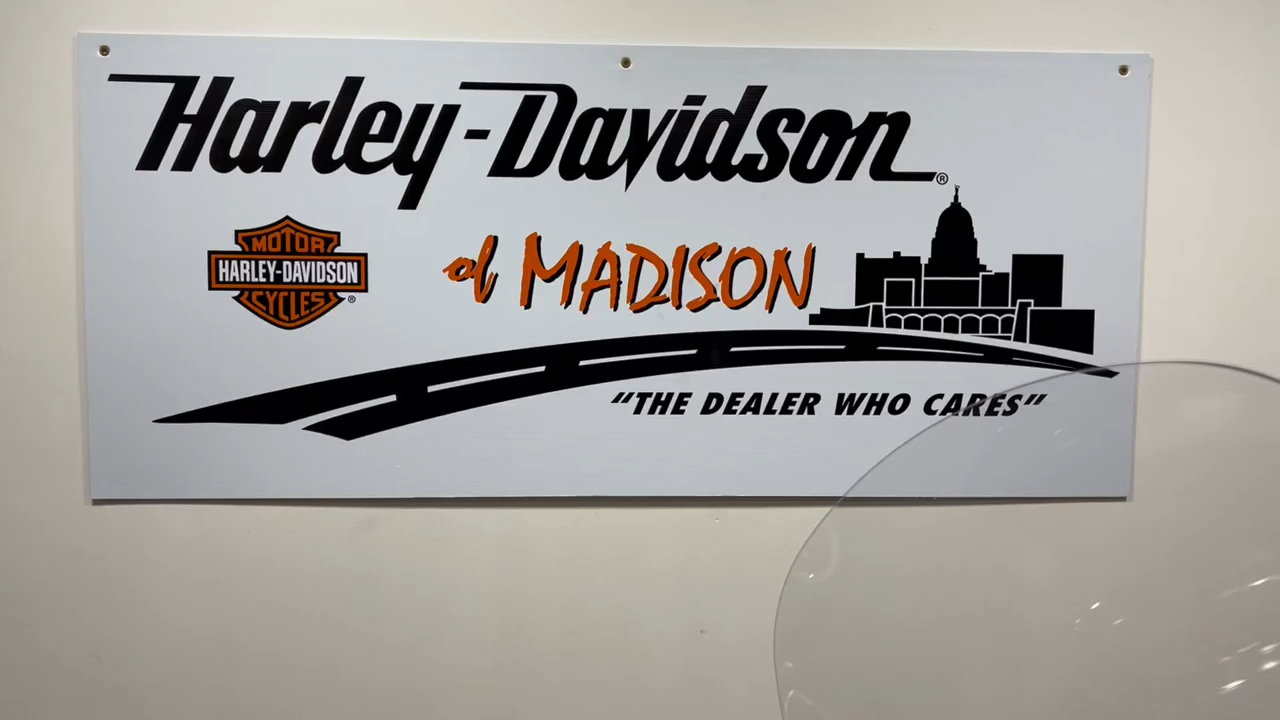 Harley-Davidson®
MOTOR
HARLEY-DAVIDSON
CYCLES®
of MADISON
"THE DEALER WHO CARES"